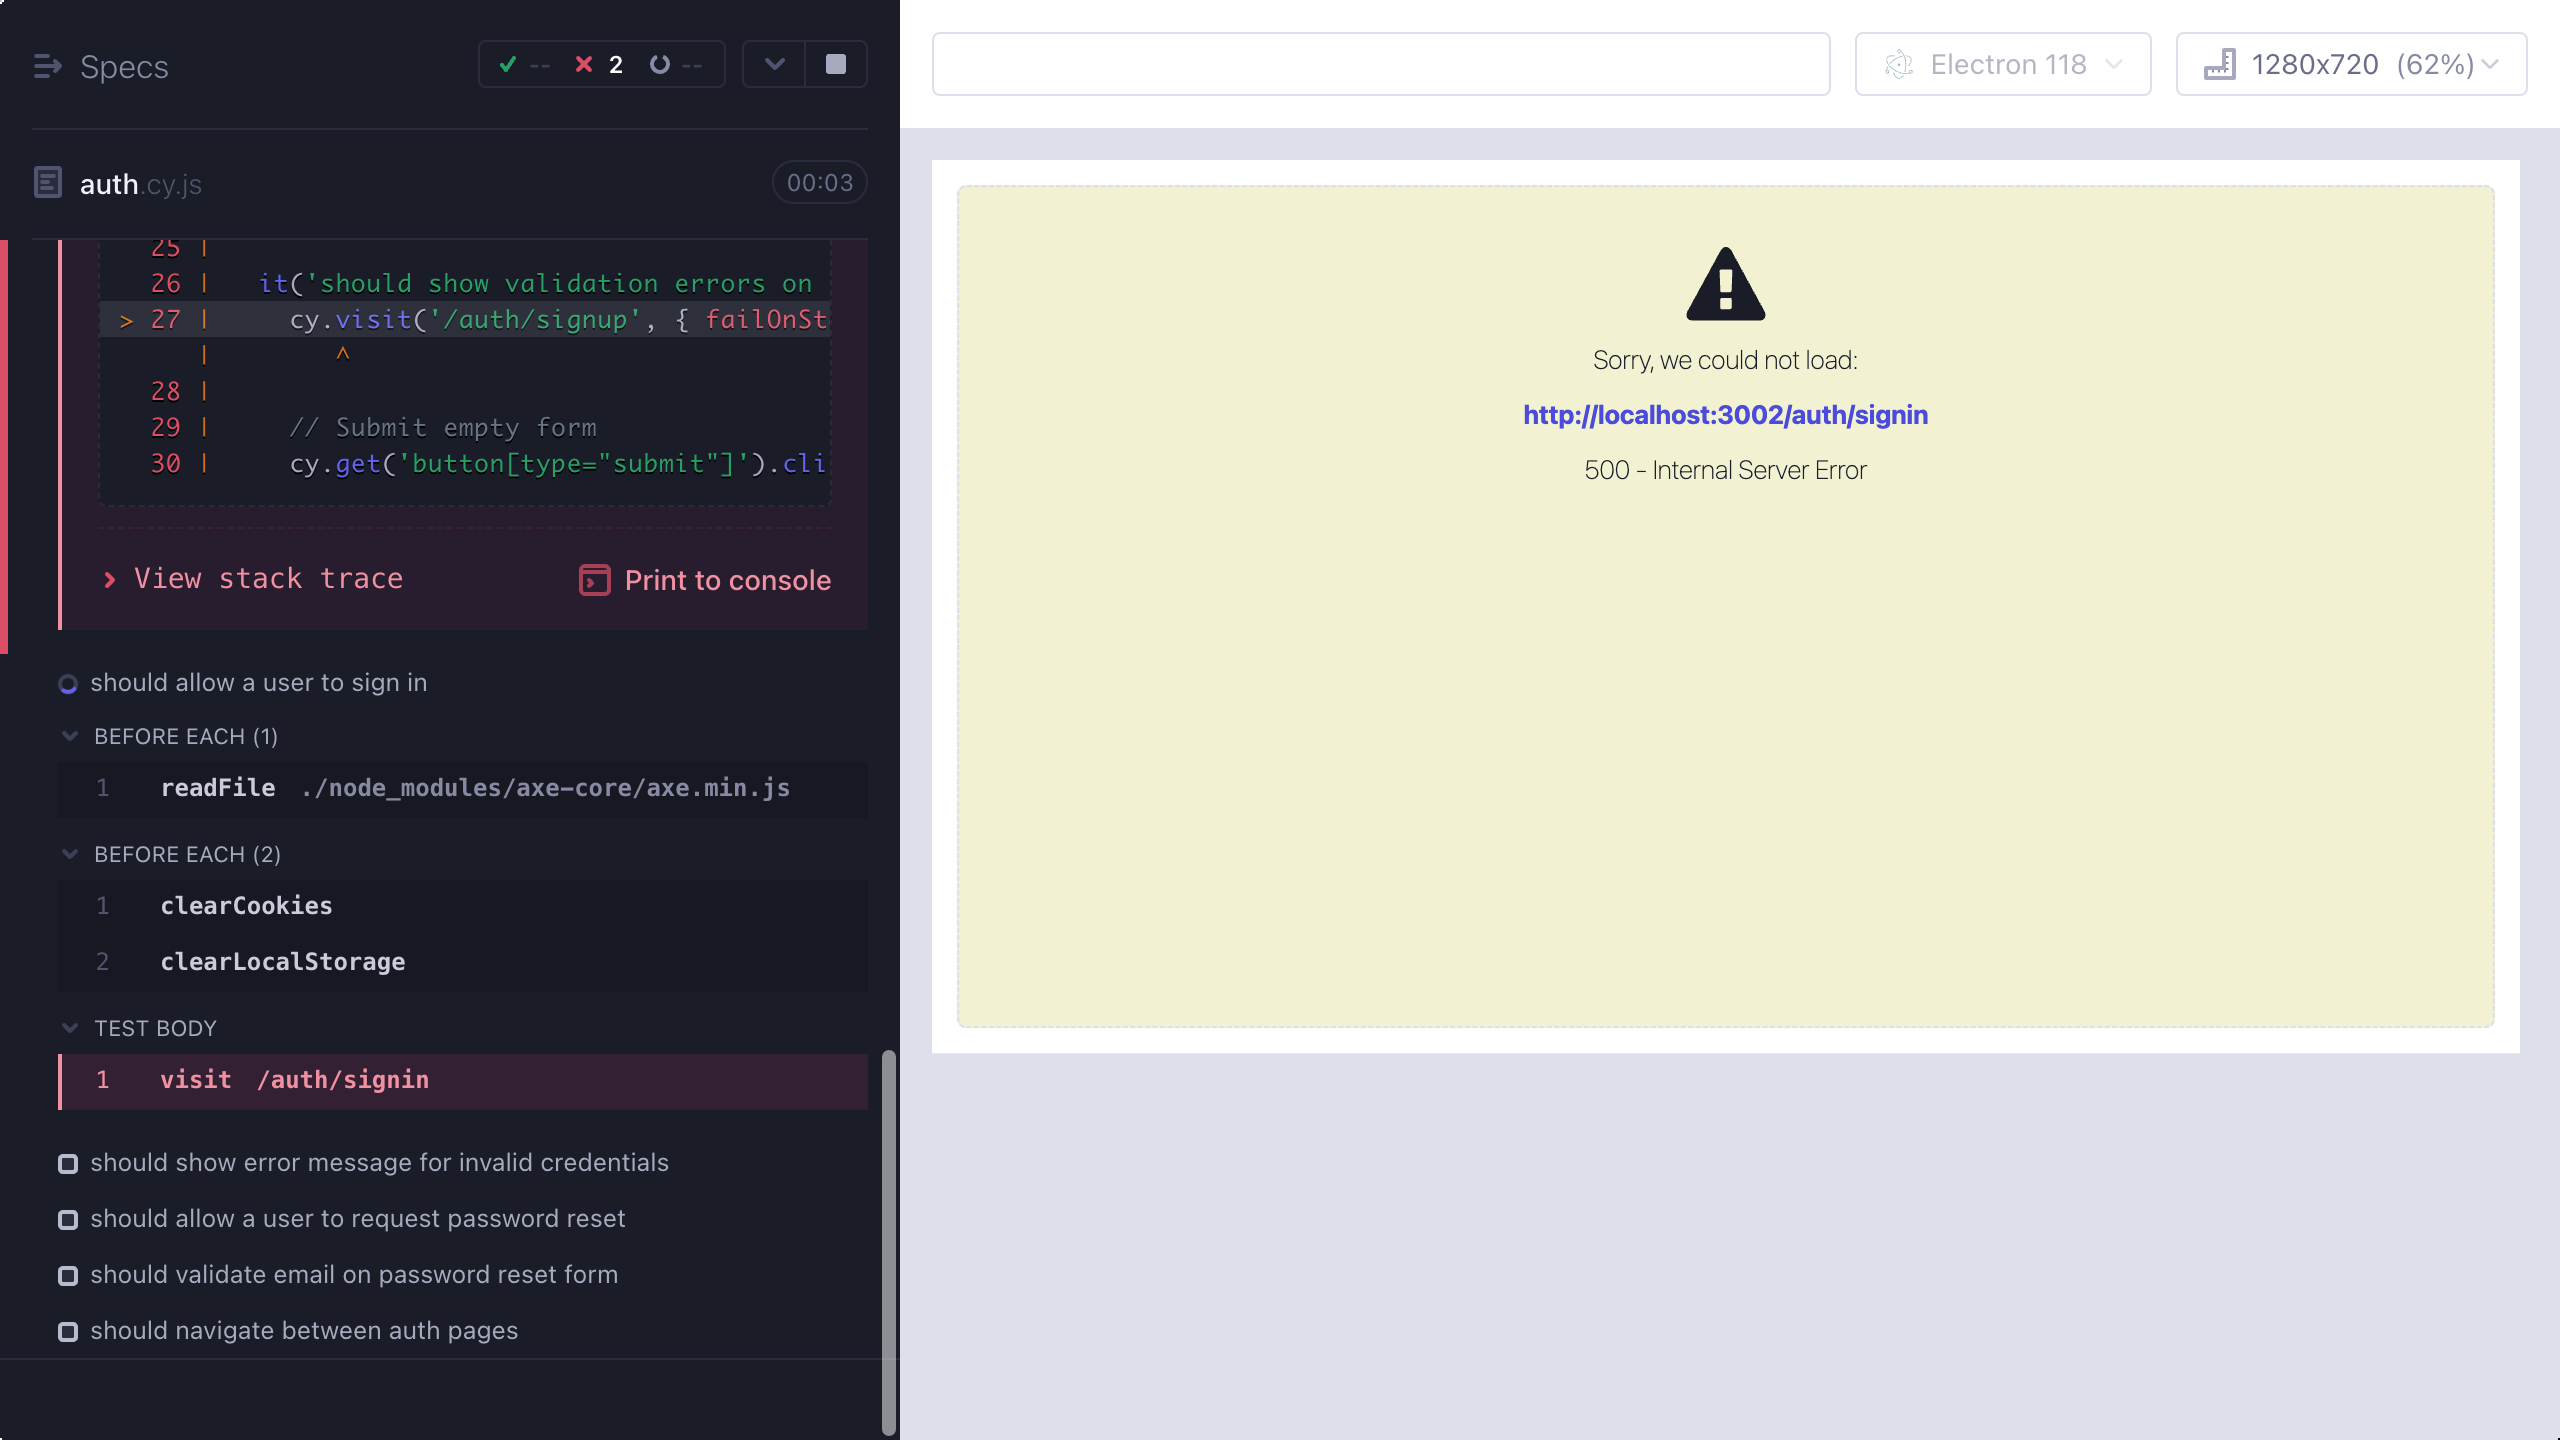 Specs
-- 2 --
auth.cy.js
00:03
25 |
26 | it('should show validation errors on
> 27 | cy.visit('/auth/signup', { failOnSt
| ^
28 |
29 | // Submit empty form
30 | cy.get('button[type="submit"]').cli
View stack trace
Print to console
should allow a user to sign in
BEFORE EACH (1)
1 readFile ./node_modules/axe-core/axe.min.js
BEFORE EACH (2)
1 clearCookies
2 clearLocalStorage
TEST BODY
1 visit /auth/signin
should show error message for invalid credentials
should allow a user to request password reset
should validate email on password reset form
should navigate between auth pages
Electron 118
1280x720 (62%)
Sorry, we could not load:
http://localhost:3002/auth/signin
500 - Internal Server Error